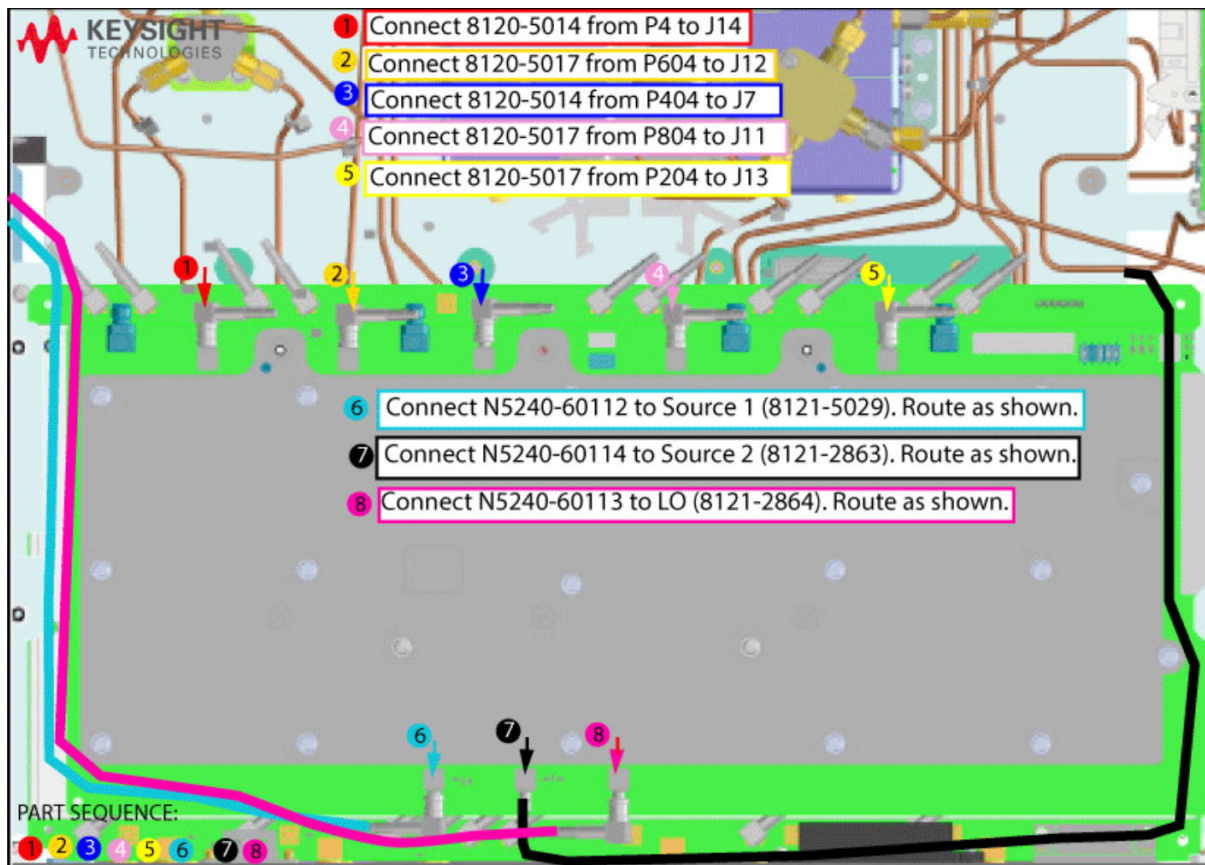 KEYSIGHT
TECHNOLOGIES
1 Connect 8120-5014 from P4 to J14
2 Connect 8120-5017 from P604 to J12
3 Connect 8120-5014 from P404 to J7
4 Connect 8120-5017 from P804 to J11
5 Connect 8120-5017 from P204 to J13
1 2 3 4 5
6 Connect N5240-60112 to Source 1 (8121-5029). Route as shown.
7 Connect N5240-60114 to Source 2 (8121-2863). Route as shown.
8 Connect N5240-60113 to LO (8121-2864). Route as shown.
6 7 8
PART SEQUENCE:
1 2 3 4 5 6 7 8